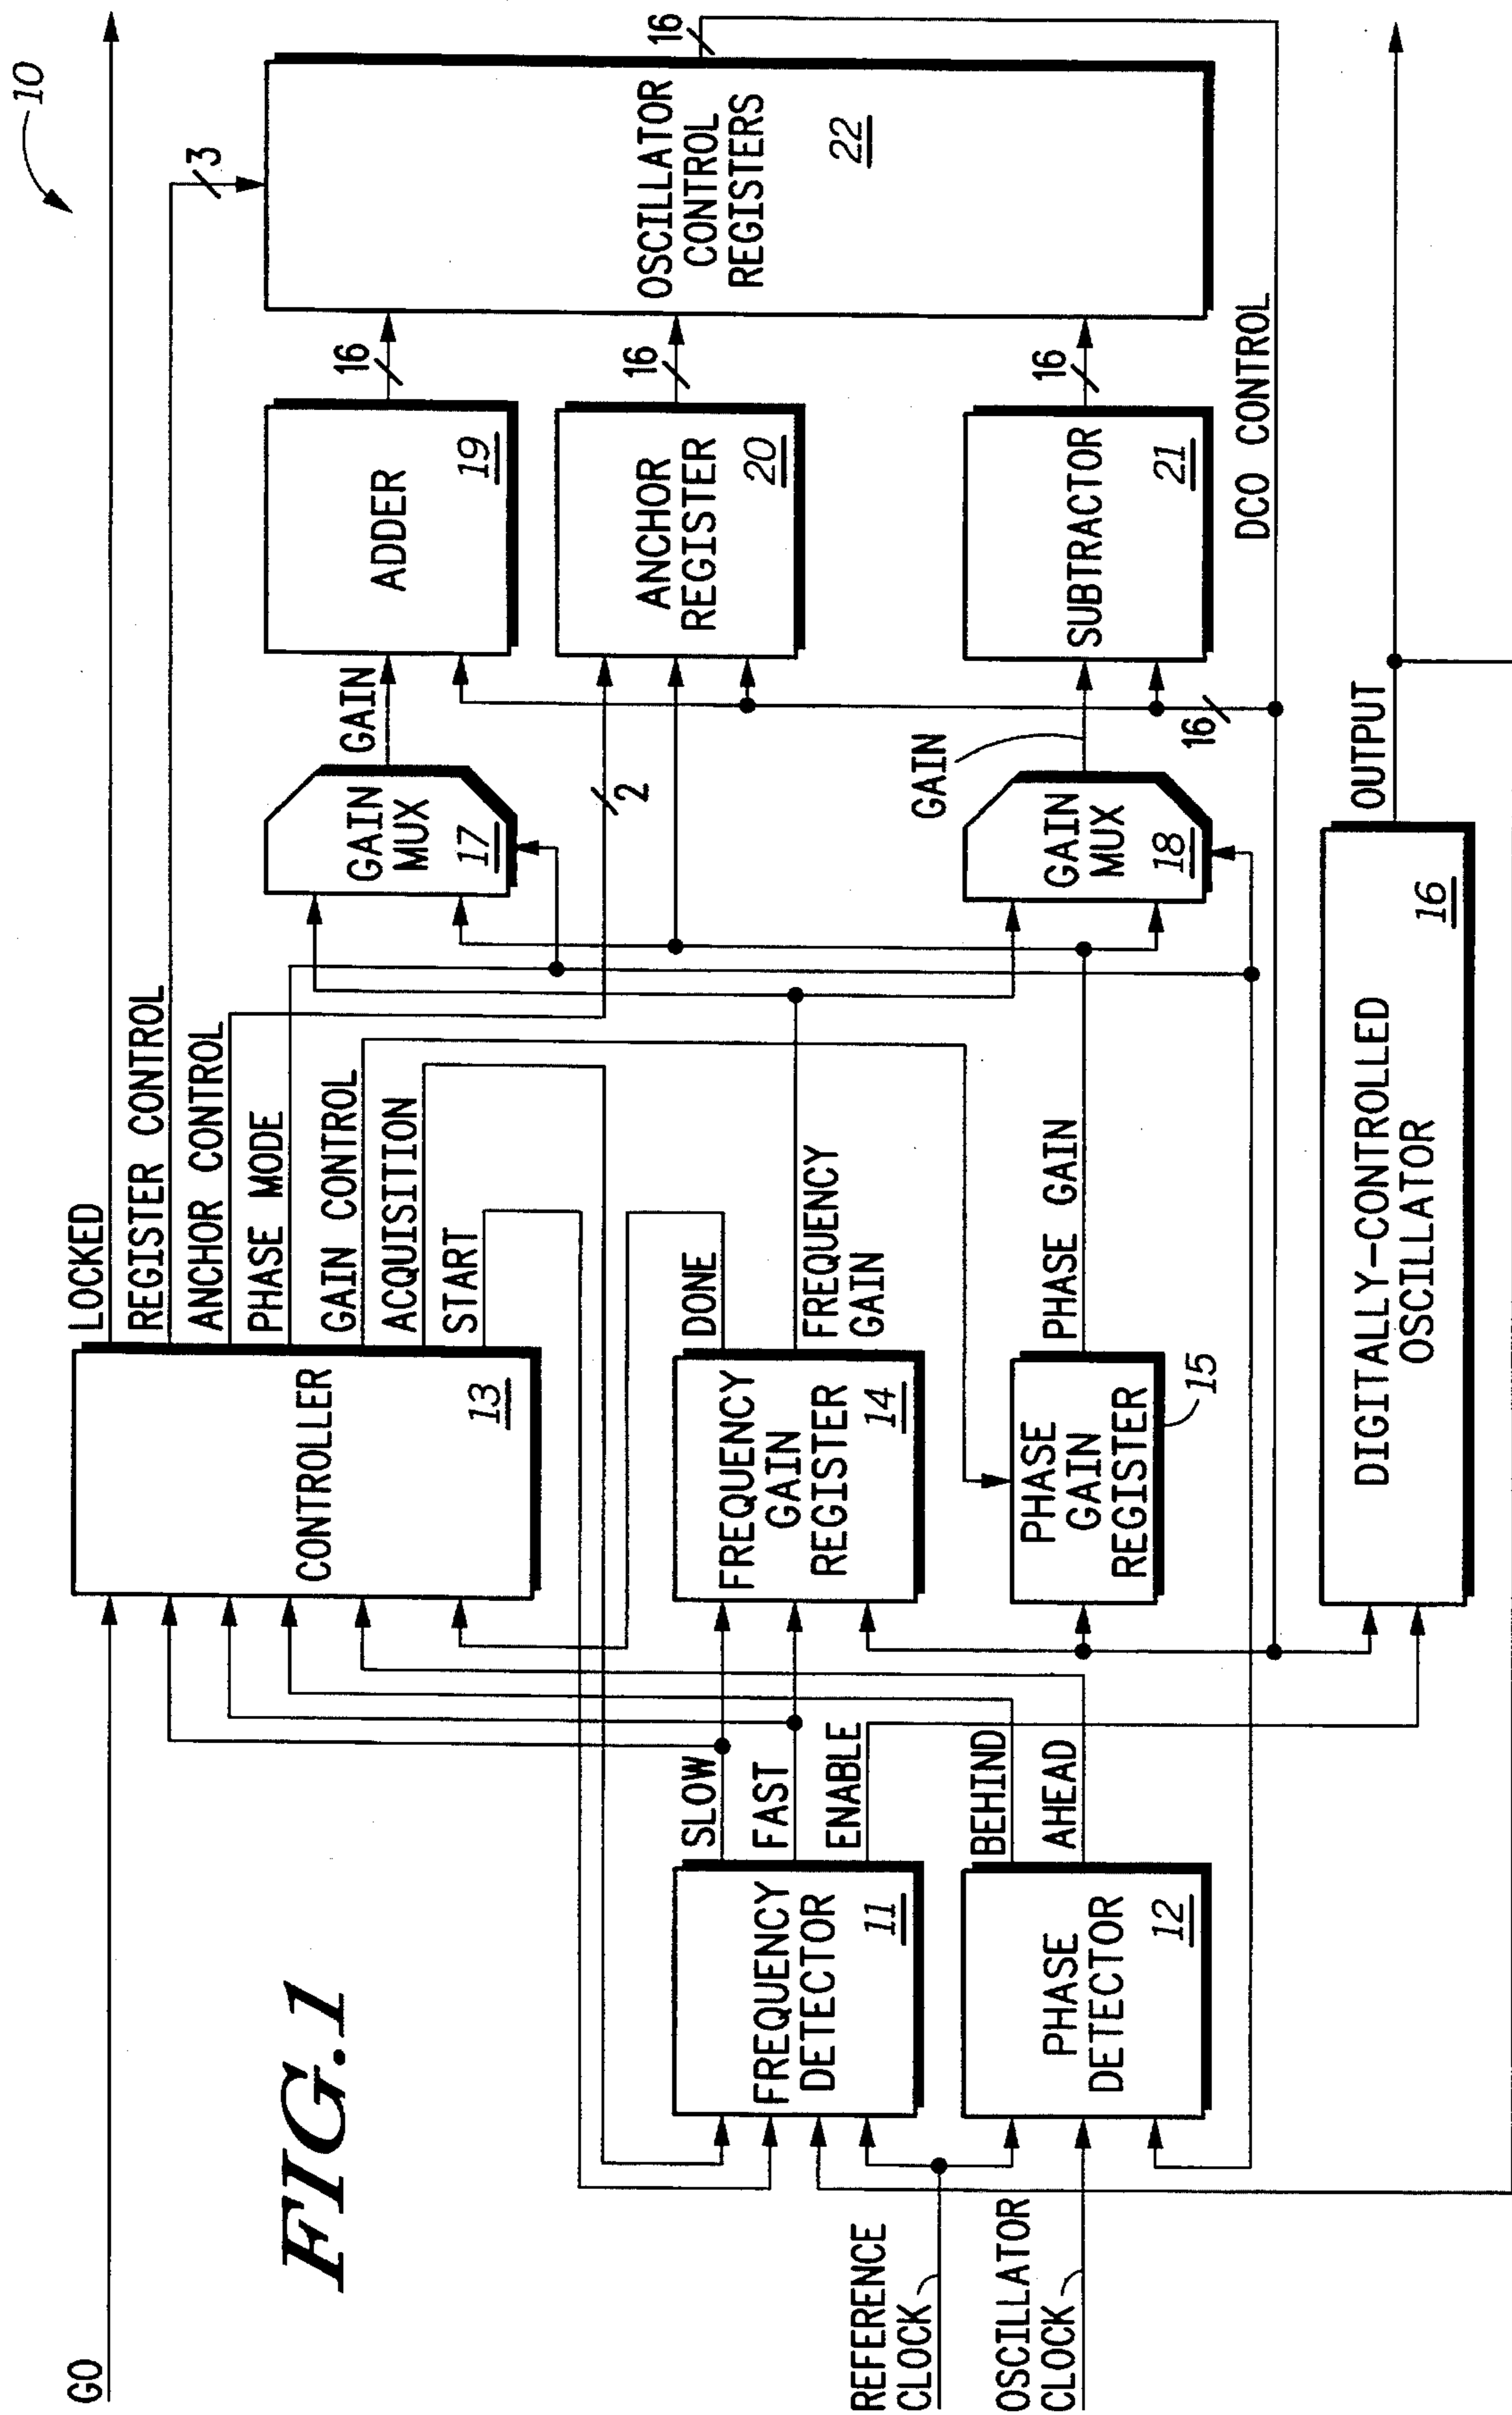 FIG.1
10
GO
LOCKED
REGISTER CONTROL
ANCHOR CONTROL
PHASE MODE
GAIN CONTROL
ACQUISITION
START
CONTROLLER
13
3
16
OSCILLATOR
CONTROL
REGISTERS
22
GAIN
MUX
17
GAIN
ADDER
19
16
2
ANCHOR
REGISTER
20
16
GAIN
MUX
18
GAIN
SUBTRACTOR
21
16
16
DCO CONTROL
FREQUENCY
DETECTOR
11
SLOW
FAST
ENABLE
FREQUENCY
GAIN
REGISTER
14
DONE
FREQUENCY
GAIN
PHASE
DETECTOR
12
BEHIND
AHEAD
PHASE
GAIN
REGISTER
15
PHASE GAIN
REFERENCE
CLOCK
OSCILLATOR
CLOCK
DIGITALLY-CONTROLLED
OSCILLATOR
16
OUTPUT